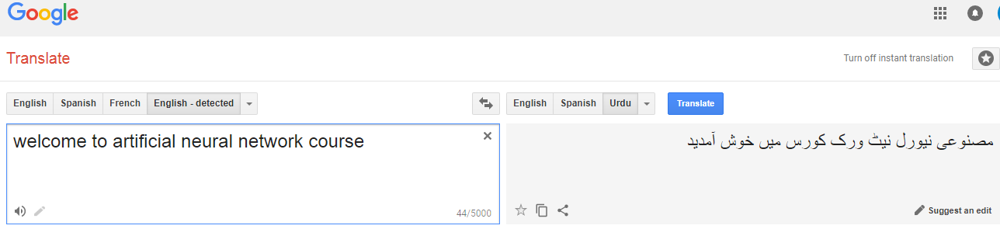 Google
Translate
Turn off instant translation
English Spanish French English - detected
English Spanish Urdu Translate
welcome to artificial neural network course
مصنوعی نیورل نیٹ ورک کورس میں خوش آمدید
44/5000
Suggest an edit